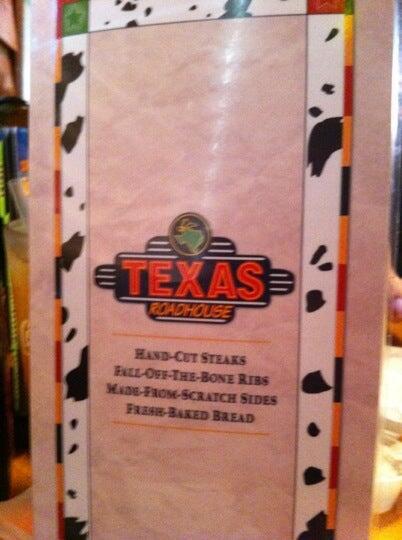 TEXAS
ROADHOUSE
HAND-CUT STEAKS
FALL-OFF-THE-BONE RIBS
MADE-FROM-SCRATCH SIDES
FRESH-BAKED BREAD